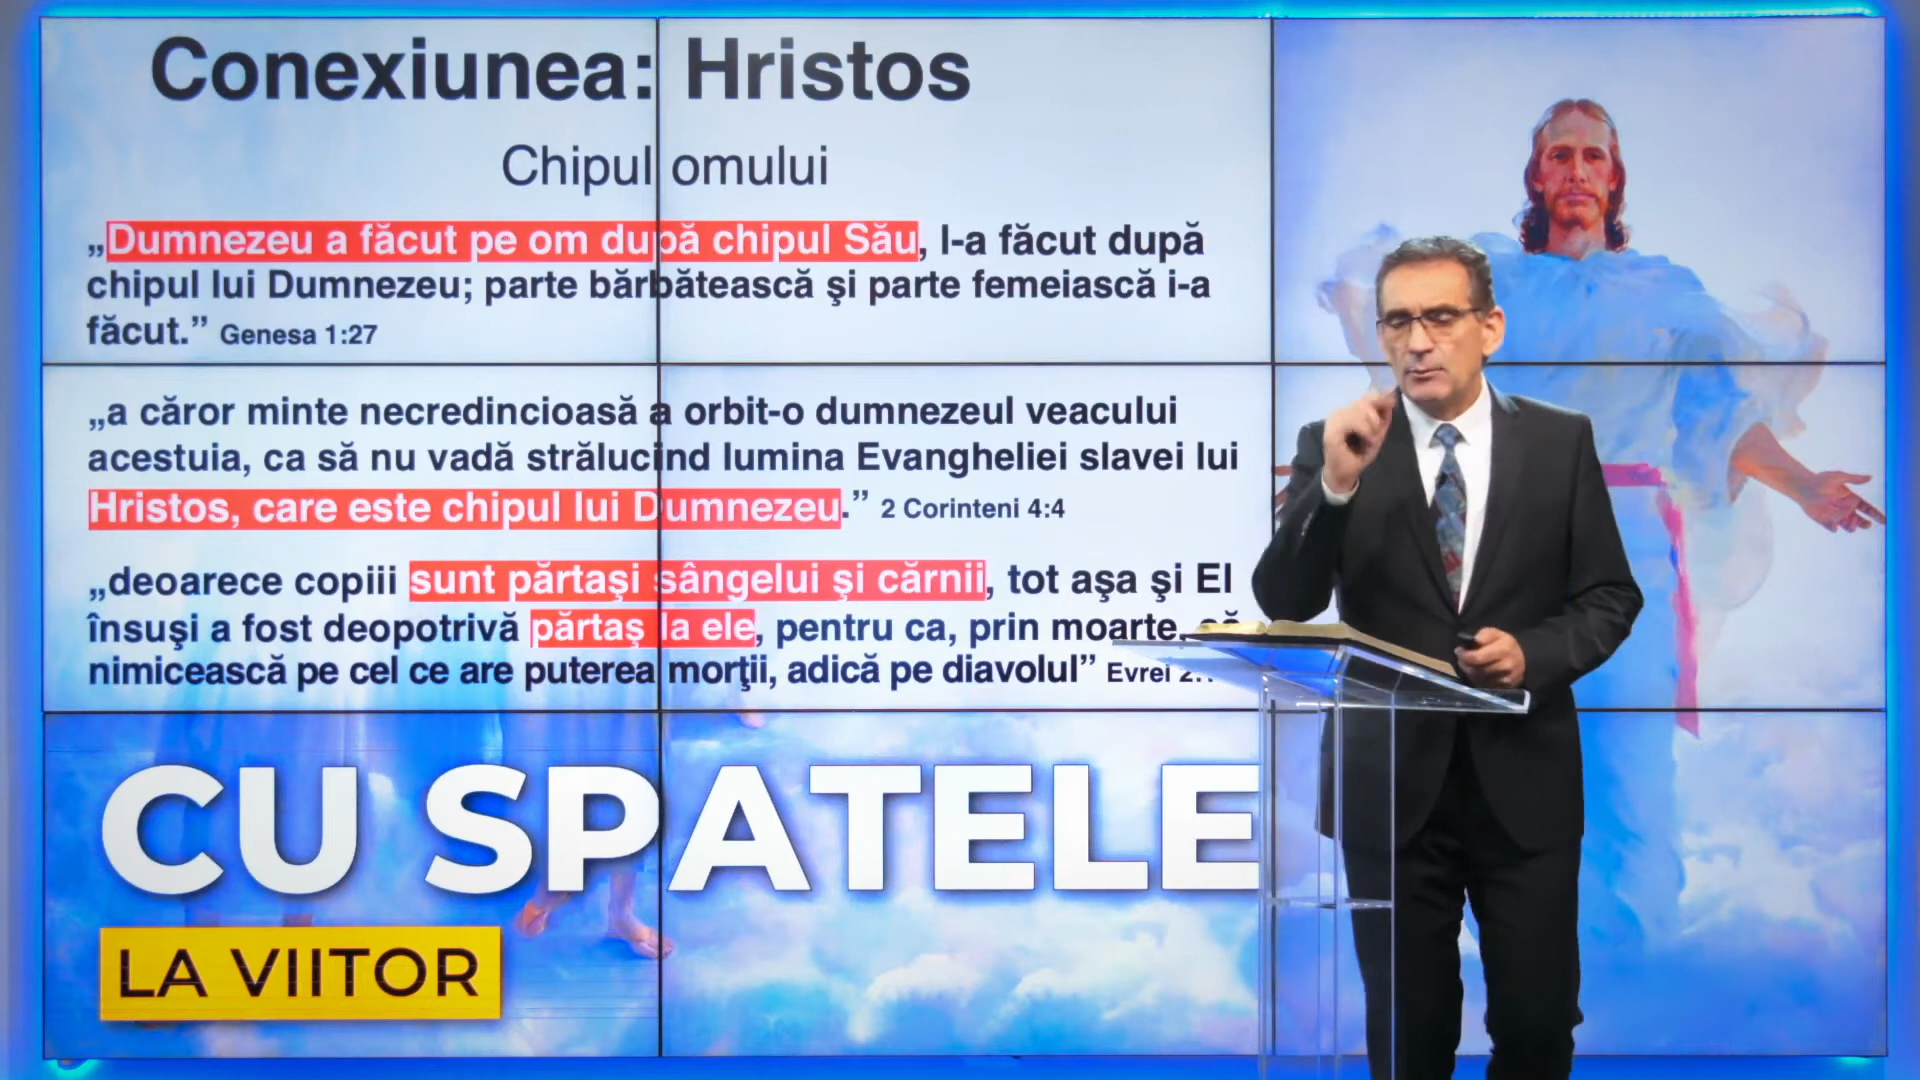 Conexiunea: Hristos
Chipul omului
„Dumnezeu a făcut pe om după chipul Său, l-a făcut după
chipul lui Dumnezeu; parte bărbătească şi parte femeiască i-a
făcut.” Genesa 1:27
„a căror minte necredincioasă a orbit-o dumnezeul veacului
acestuia, ca să nu vadă strălucind lumina Evangheliei slavei lui
Hristos, care este chipul lui Dumnezeu.” 2 Corinteni 4:4
„deoarece copiii sunt părtaşi sângelui şi cărnii, tot aşa şi El
însuşi a fost deopotrivă părtaş la ele, pentru ca, prin moarte, să
nimicească pe cel ce are puterea morţii, adică pe diavolul” Evrei
CU SPATELE
LA VIITOR